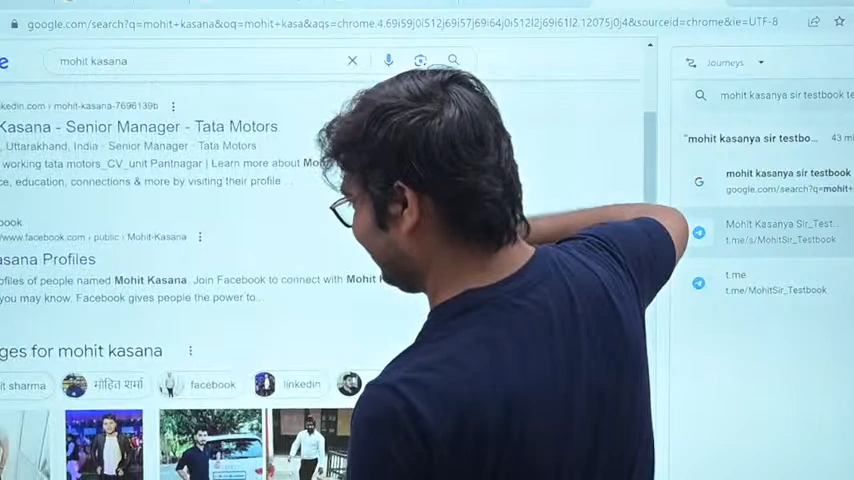 google.com/search?q=mohit+kasana&oq=mohit+kasa&aqs=chrome.4.69i59j0i512j69i57j69i64j0i512l2j69i61l2.12075j0j4&sourceid=chrome&ie=UTF-8
e
mohit kasana
kedin.com › mohit-kasana-7696139b
Kasana - Senior Manager - Tata Motors
, Uttarakhand, India · Senior Manager · Tata Motors
working tata motors_CV_unit Pantnagar | Learn more about Mohit
e, education, connections & more by visiting their profile ...
ook
www.facebook.com › public › Mohit-Kasana
asana Profiles
ofiles of people named Mohit Kasana. Join Facebook to connect with Mohit K
you may know. Facebook gives people the power to...
ges for mohit kasana
it sharma
मोहित शर्मा
facebook
linkedin
Journeys
mohit kasanya sir testbook te
"mohit kasanya sir testbo...
43 mi
mohit kasanya sir testbook
google.com/search?q=mohit+
Mohit Kasanya Sir_Test...
t.me/s/MohitSir_Testbook
t.me
t.me/MohitSir_Testbook